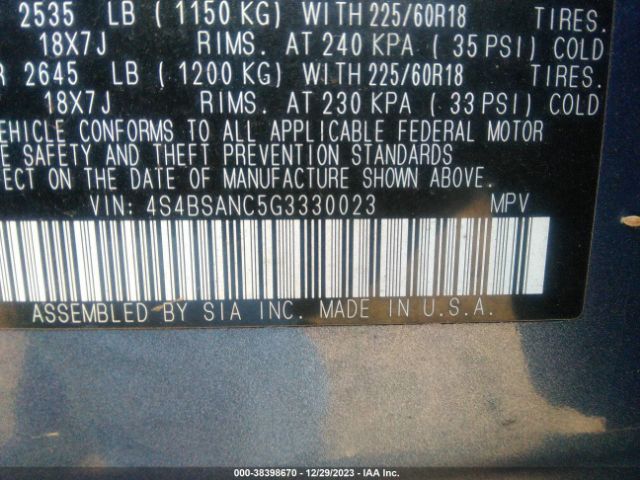 2535 LB ( 1150 KG) WITH 225/60R18 TIRES.
18X7J RIMS. AT 240 KPA ( 35 PSI) COLD
R 2645 LB ( 1200 KG) WITH 225/60R18 TIRES.
18X7J RIMS. AT 230 KPA ( 33 PSI) COLD
EHICLE CONFORMS TO ALL APPLICABLE FEDERAL MOTOR
E SAFETY AND THEFT PREVENTION STANDARDS
FECT ON THE DATE OF MANUFACTURE SHOWN ABOVE.
VIN: 4S4BSANC5G3330023 MPV
ASSEMBLED BY SIA INC. MADE IN U.S.A.
000-38398670 - 12/29/2023 - IAA Inc.